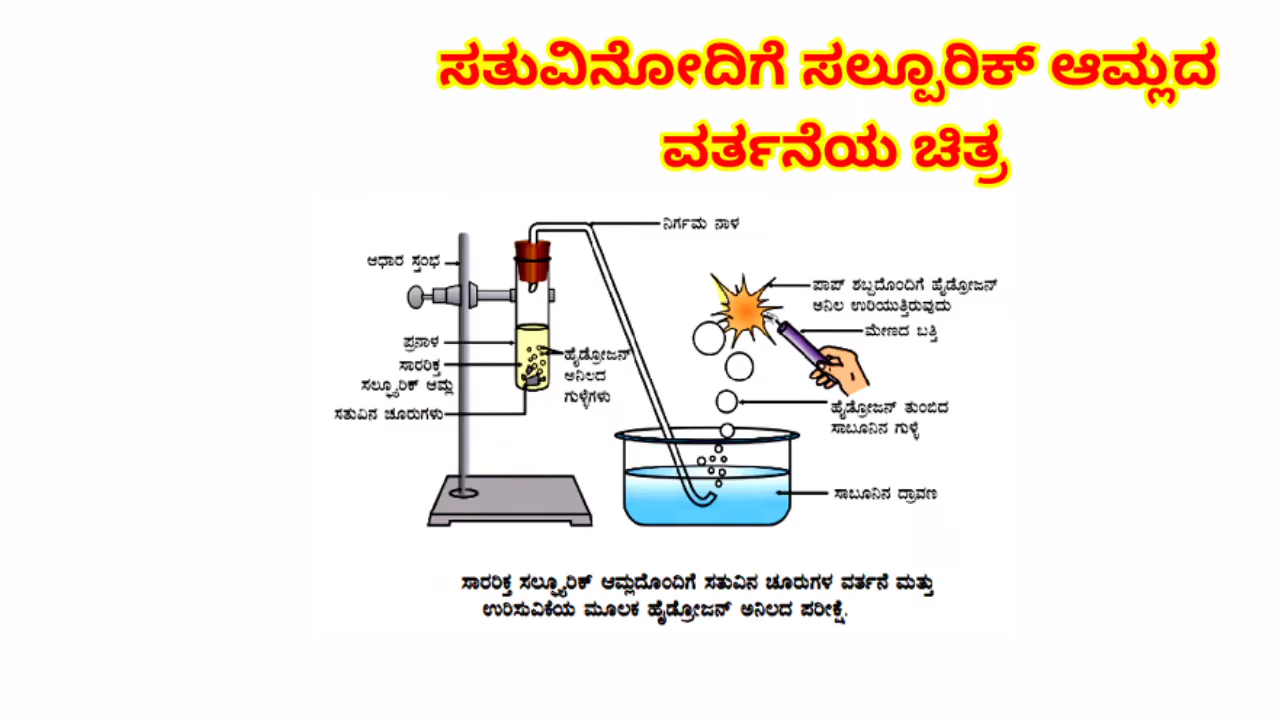 ಸತುವಿನೋದಿಗೆ ಸಲ್ಪೂರಿಕ್ ಆಮ್ಲದ
ವರ್ತನೆಯ ಚಿತ್ರ
ನಿರ್ಗಮ ನಾಳ
ಆಧಾರ ಸ್ತಂಭ
ಪಾಪ್ ಶಬ್ದದೊಂದಿಗೆ ಹೈಡ್ರೋಜನ್
ಅನಿಲ ಉರಿಯುತ್ತಿರುವುದು
ಮೇಣದ ಬತ್ತಿ
ಪ್ರನಾಳ
ಸಾರರಿಕ್ತ
ಸಲ್ಫ್ಯೂರಿಕ್ ಆಮ್ಲ
ಸತುವಿನ ಚೂರುಗಳು
ಹೈಡ್ರೋಜನ್
ಅನಿಲದ
ಗುಳ್ಳೆಗಳು
ಹೈಡ್ರೋಜನ್ ತುಂಬಿದ
ಸಾಬೂನಿನ ಗುಳ್ಳೆ
ಸಾಬೂನಿನ ದ್ರಾವಣ
ಸಾರರಿಕ್ತ ಸಲ್ಫ್ಯೂರಿಕ್ ಆಮ್ಲದೊಂದಿಗೆ ಸತುವಿನ ಚೂರುಗಳ ವರ್ತನೆ ಮತ್ತು
ಉರಿಸುವಿಕೆಯ ಮೂಲಕ ಹೈಡ್ರೋಜನ್ ಅನಿಲದ ಪರೀಕ್ಷೆ.